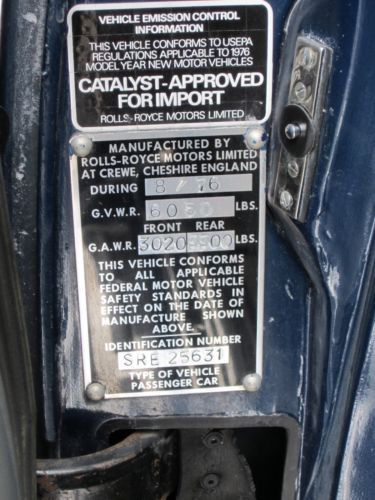 VEHICLE EMISSION CONTROL
INFORMATION
THIS VEHICLE CONFORMS TO USEPA
REGULATIONS APPLICABLE TO 1976
MODEL YEAR NEW MOTOR VEHICLES
CATALYST-APPROVED
FOR IMPORT
ROLLS-ROYCE MOTORS LIMITED
MANUFACTURED BY
ROLLS-ROYCE MOTORS LIMITED
AT CREWE, CHESHIRE ENGLAND
DURING 8/76
G.V.W.R. LBS.
FRONT REAR
G.A.W.R. 3020 LBS.
THIS VEHICLE CONFORMS
TO ALL APPLICABLE
FEDERAL MOTOR VEHICLE
SAFETY STANDARDS IN
EFFECT ON THE DATE OF
MANUFACTURE SHOWN
ABOVE.
IDENTIFICATION NUMBER
SRE 25631
TYPE OF VEHICLE
PASSENGER CAR